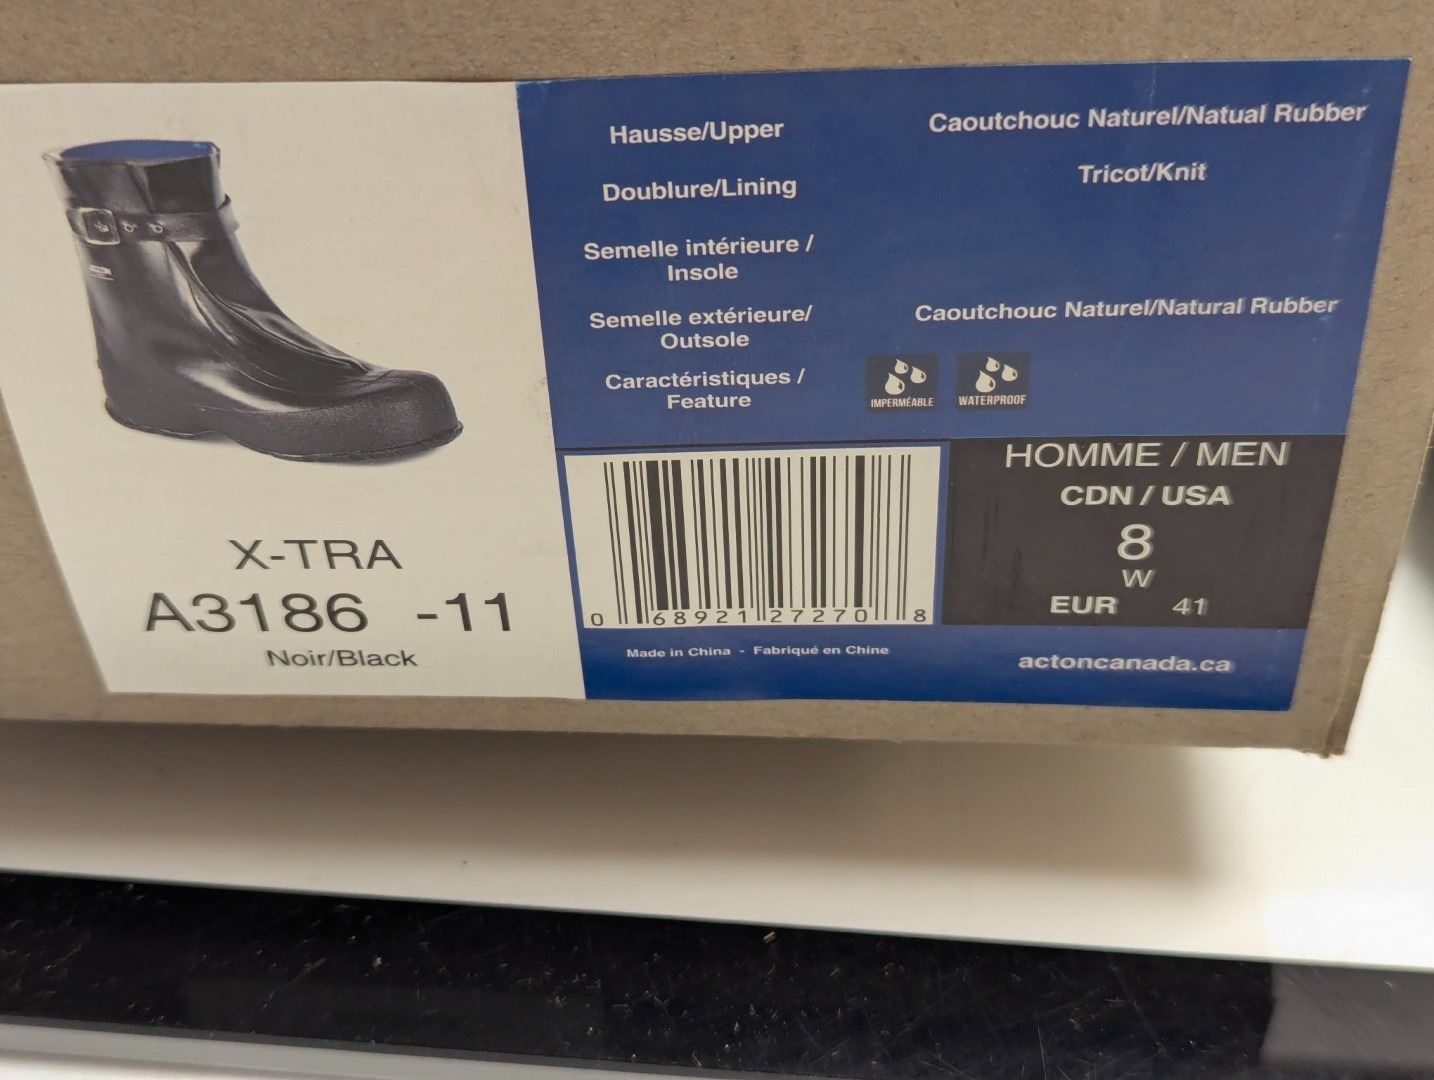 X-TRA
A3186 -11
Noir/Black
Hausse/Upper
Caoutchouc Naturel/Natual Rubber
Doublure/Lining
Tricot/Knit
Semelle intérieure /
Insole
Semelle extérieure/
Outsole
Caoutchouc Naturel/Natural Rubber
Caractéristiques /
Feature
IMPERMÉABLE
WATERPROOF
0 68921 27270 8
Made in China - Fabriqué en Chine
HOMME / MEN
CDN / USA
8
W
EUR 41
actoncanada.ca